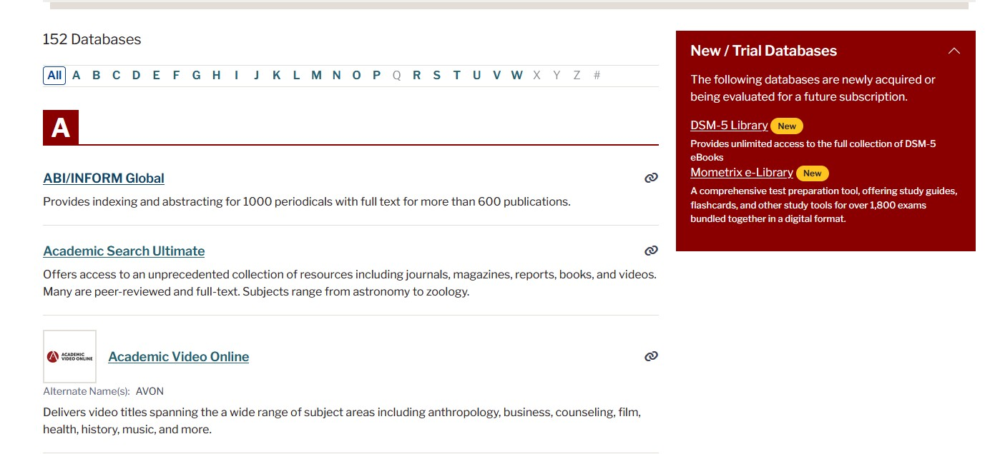 152 Databases
All A B C D E F G H I J K L M N O P Q R S T U V W X Y Z #
A
ABI/INFORM Global
Provides indexing and abstracting for 1000 periodicals with full text for more than 600 publications.
Academic Search Ultimate
Offers access to an unprecedented collection of resources including journals, magazines, reports, books, and videos.
Many are peer-reviewed and full-text. Subjects range from astronomy to zoology.
A ACADEMIC
VIDEO ONLINE
Academic Video Online
Alternate Name(s): AVON
Delivers video titles spanning the a wide range of subject areas including anthropology, business, counseling, film,
health, history, music, and more.
New / Trial Databases
The following databases are newly acquired or
being evaluated for a future subscription.
DSM-5 Library New
Provides unlimited access to the full collection of DSM-5
eBooks
Mometrix e-Library New
A comprehensive test preparation tool, offering study guides,
flashcards, and other study tools for over 1,800 exams
bundled together in a digital format.